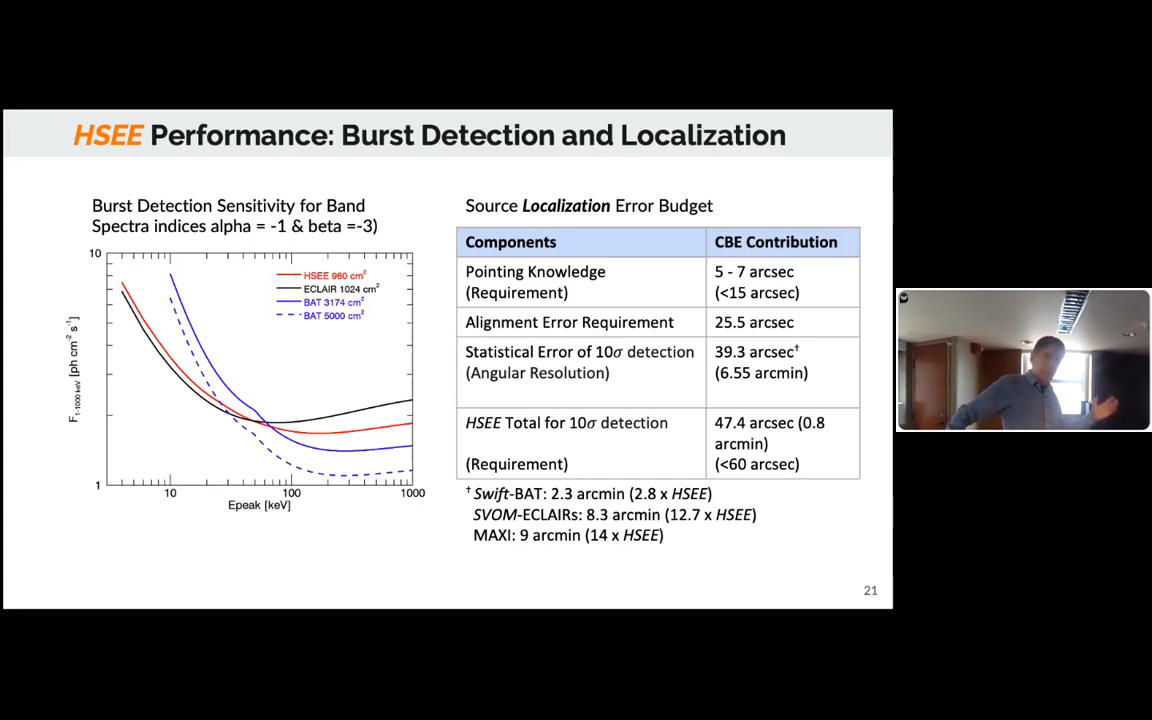 HSEE Performance: Burst Detection and Localization
Burst Detection Sensitivity for Band
Spectra indices alpha = -1 & beta =-3)
10
HSEE 960 cm²
ECLAIR 1024 cm²
BAT 3174 cm²
BAT 5000 cm²
F1-1000 keV [ph cm⁻² s⁻¹]
1
10
100
1000
Epeak [keV]
Source Localization Error Budget
Components
CBE Contribution
Pointing Knowledge
(Requirement)
5 - 7 arcsec
(<15 arcsec)
Alignment Error Requirement
25.5 arcsec
Statistical Error of 10σ detection
(Angular Resolution)
39.3 arcsec†
(6.55 arcmin)
HSEE Total for 10σ detection
(Requirement)
47.4 arcsec (0.8
arcmin)
(<60 arcsec)
† Swift-BAT: 2.3 arcmin (2.8 x HSEE)
SVOM-ECLAIRs: 8.3 arcmin (12.7 x HSEE)
MAXI: 9 arcmin (14 x HSEE)
21